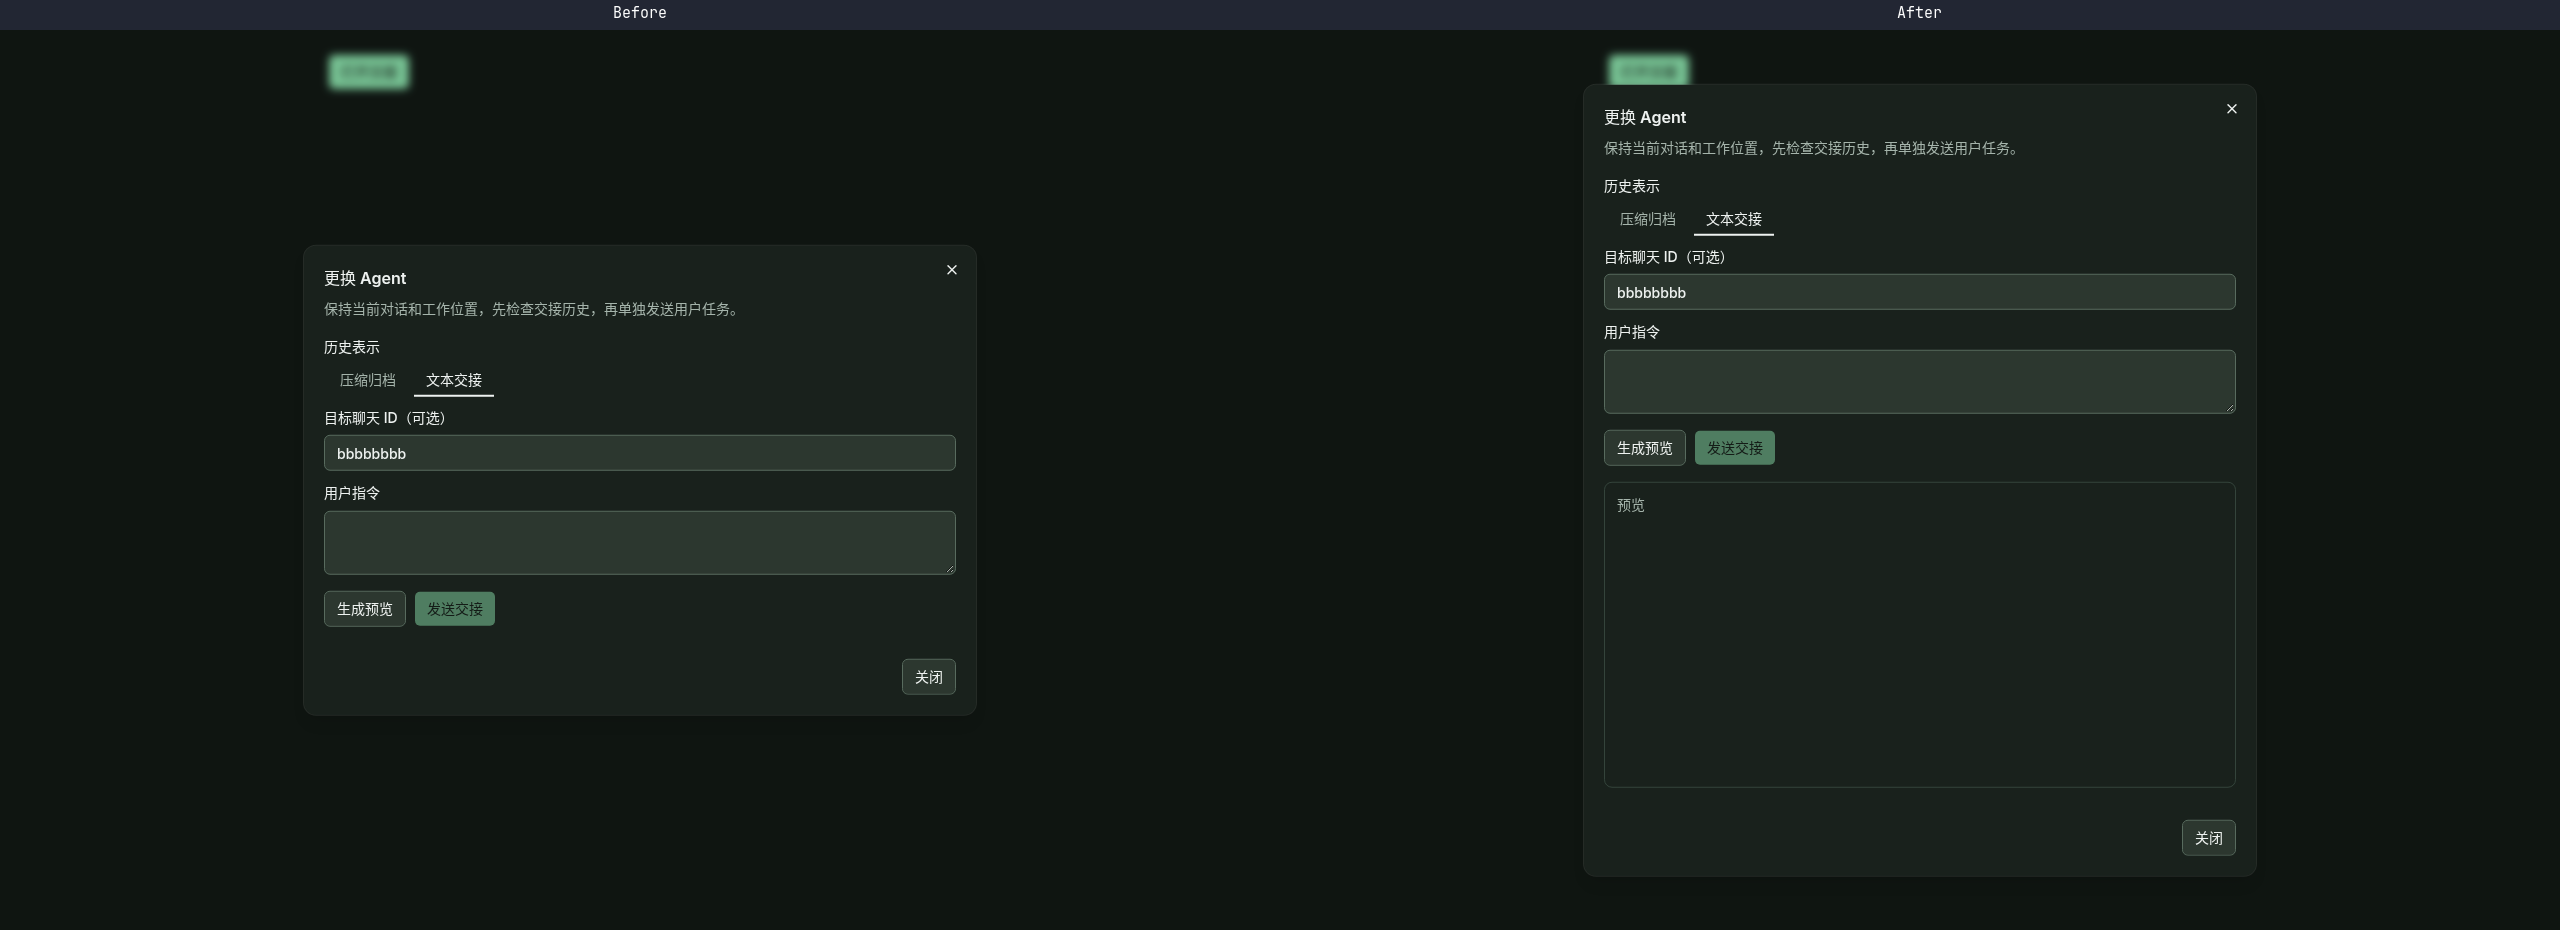 Before
After
更换 Agent
保持当前对话和工作位置，先检查交接历史，再单独发送用户任务。
历史表示
压缩归档
文本交接
目标聊天 ID（可选）
bbbbbbbb
用户指令
生成预览
发送交接
关闭
更换 Agent
保持当前对话和工作位置，先检查交接历史，再单独发送用户任务。
历史表示
压缩归档
文本交接
目标聊天 ID（可选）
bbbbbbbb
用户指令
生成预览
发送交接
预览
关闭